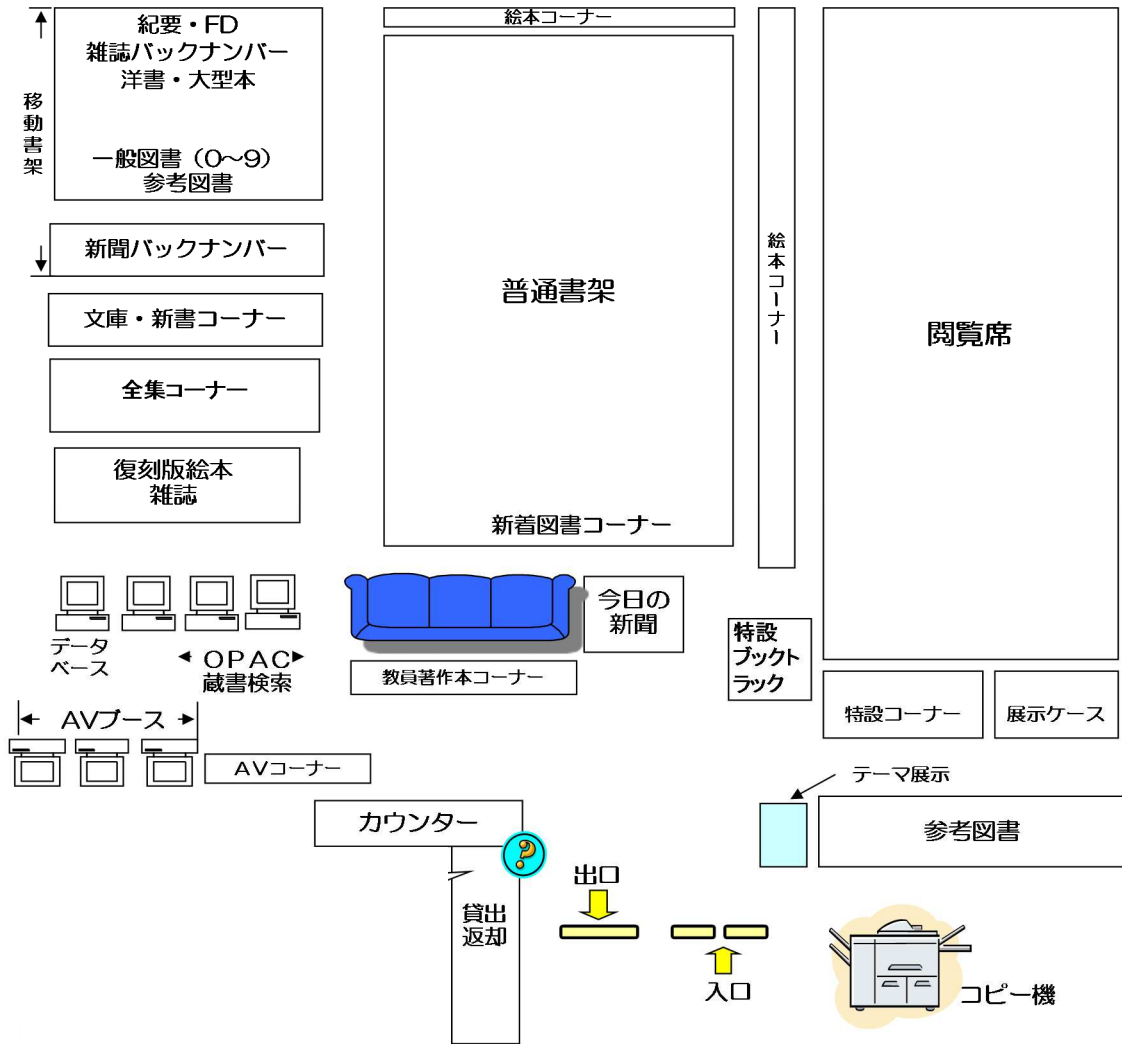 紀要・FD
雑誌バックナンバー
洋書・大型本
一般図書（0〜9）
参考図書
移動書架
新聞バックナンバー
文庫・新書コーナー
全集コーナー
復刻版絵本
雑誌
絵本コーナー
普通書架
新着図書コーナー
絵本コーナー
閲覧席
データ
ベース
OPAC
蔵書検索
今日の
新聞
教員著作本コーナー
特設
ブックト
ラック
特設コーナー
展示ケース
AVブース
AVコーナー
テーマ展示
カウンター
?
参考図書
貸出
返却
出口
入口
コピー機